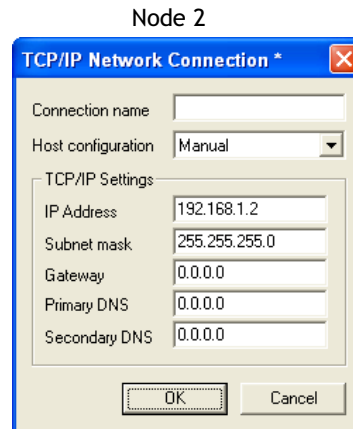 Node 2
TCP/IP Network Connection *
Connection name
Host configuration Manual
TCP/IP Settings
IP Address 192.168.1.2
Subnet mask 255.255.255.0
Gateway 0.0.0.0
Primary DNS 0.0.0.0
Secondary DNS 0.0.0.0
OK Cancel